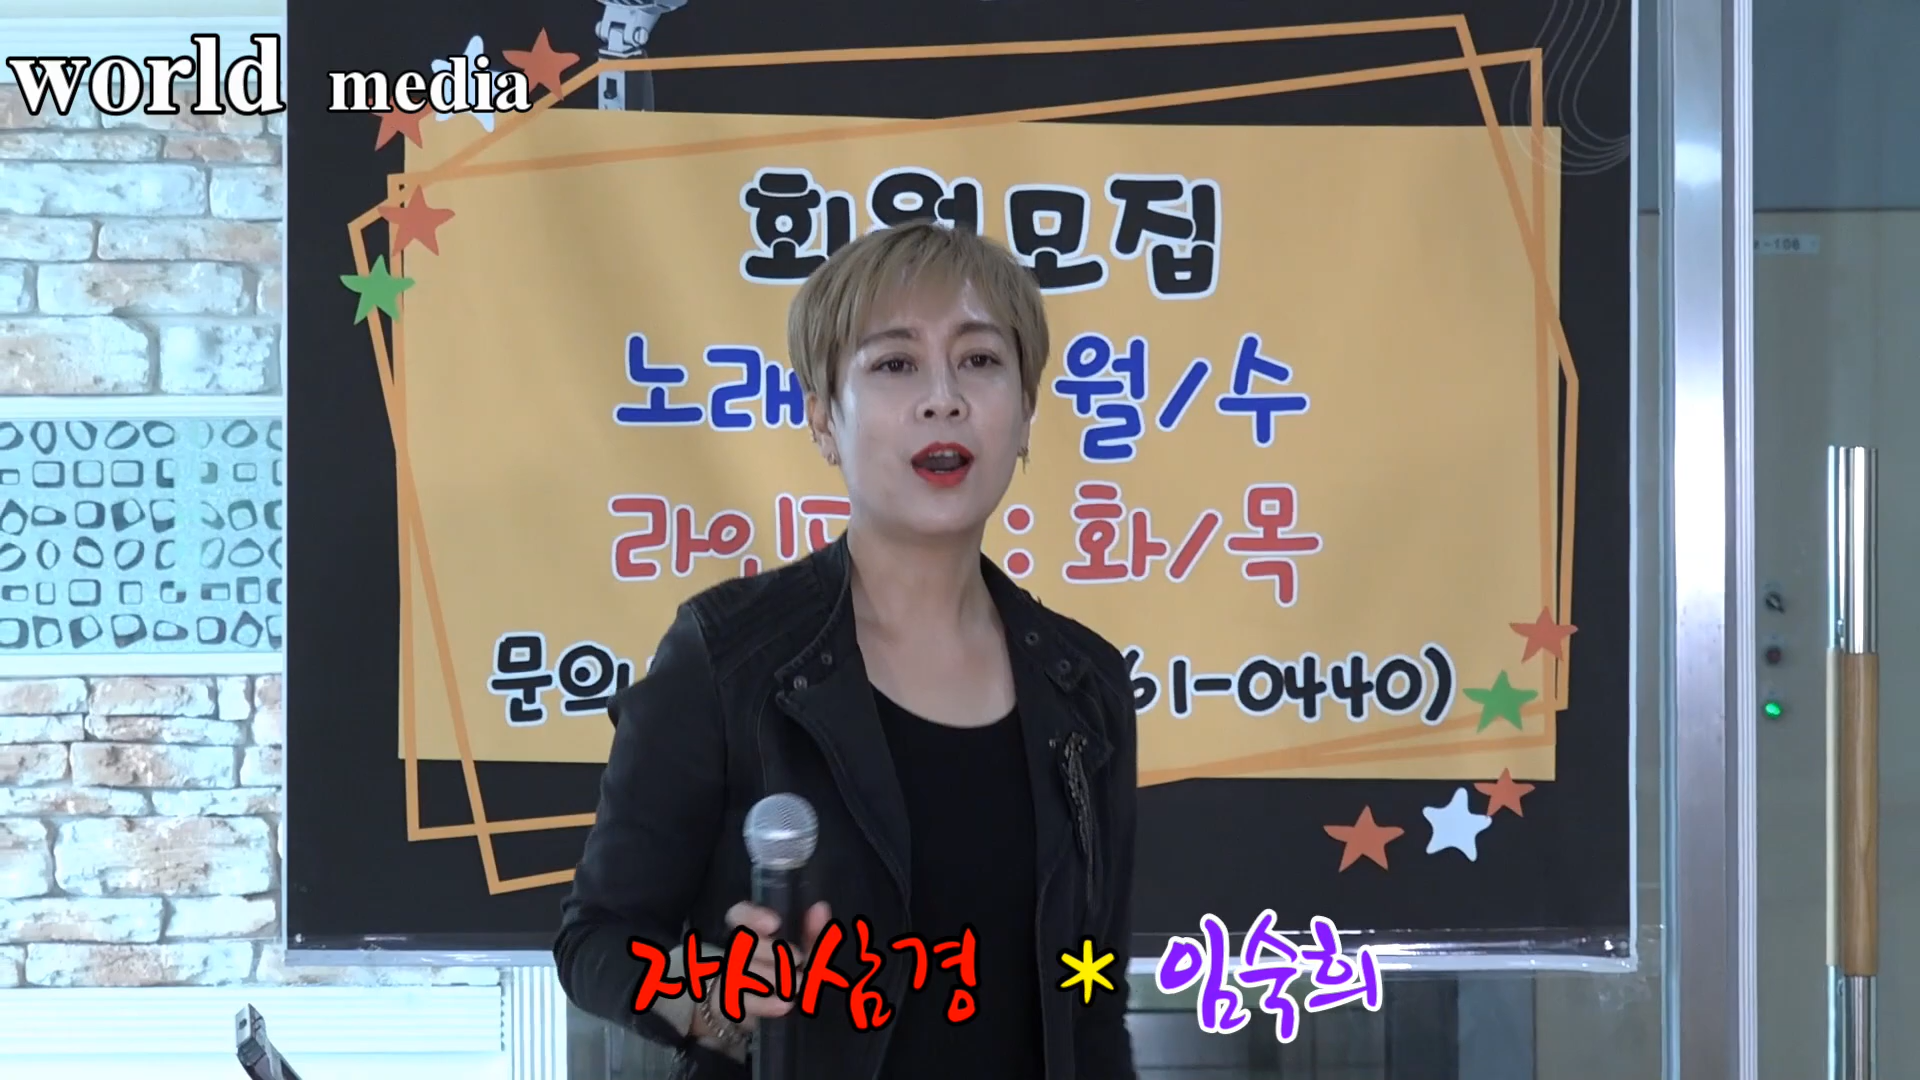 world media
회원모집
노래 월/수
라인 : 화/목
문의 61-0440)
자시삼경 * 임숙희